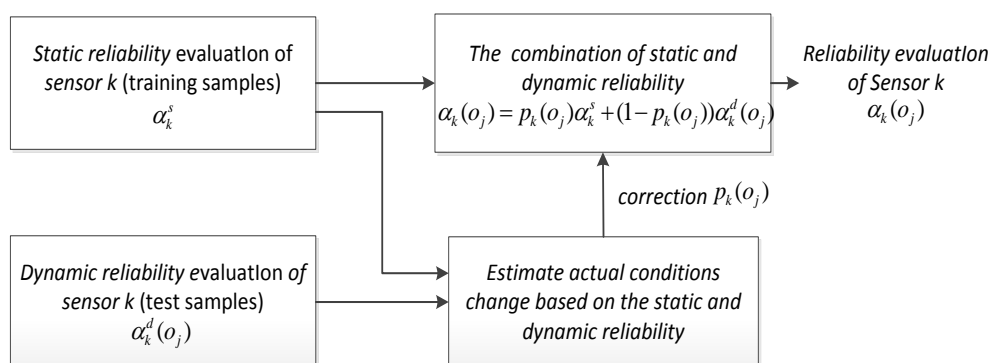 Static reliability evaluatIon of
sensor k (training samples)
α_k^s
The combination of static and
dynamic reliability
α_k(o_j) = p_k(o_j)α_k^s + (1 − p_k(o_j))α_k^d(o_j)
Reliability evaluatIon
of Sensor k
α_k(o_j)
correction p_k(o_j)
Dynamic reliability evaluatIon of
sensor k (test samples)
α_k^d(o_j)
Estimate actual conditions
change based on the static and
dynamic reliability